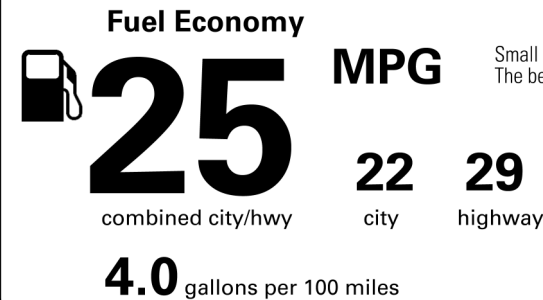 Fuel Economy
25
MPG
Small
The be
22
29
combined city/hwy
city
highway
4.0 gallons per 100 miles